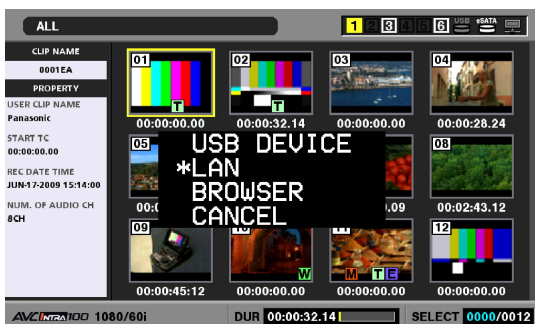 ALL
1 2 3 4 5 6 USB eSATA
CLIP NAME
0001EA
PROPERTY
USER CLIP NAME
Panasonic
START TC
00:00:00.00
REC DATE TIME
JUN-17-2009 15:14:00
NUM. OF AUDIO CH
8CH
01 02 03 04
T T
00:00:00.00 00:00:32.14 00:00:00.00 00:00:28.24
05 08
USB DEVICE
*LAN
BROWSER
CANCEL
.09 00:02:43.12
09 10 11 12
W M T E
00:00:45:12 00:00:00.00 00:00:00.00 00:00:00.00
AVC INTRA 100 1080/60i DUR 00:00:32.14 SELECT 0000/0012